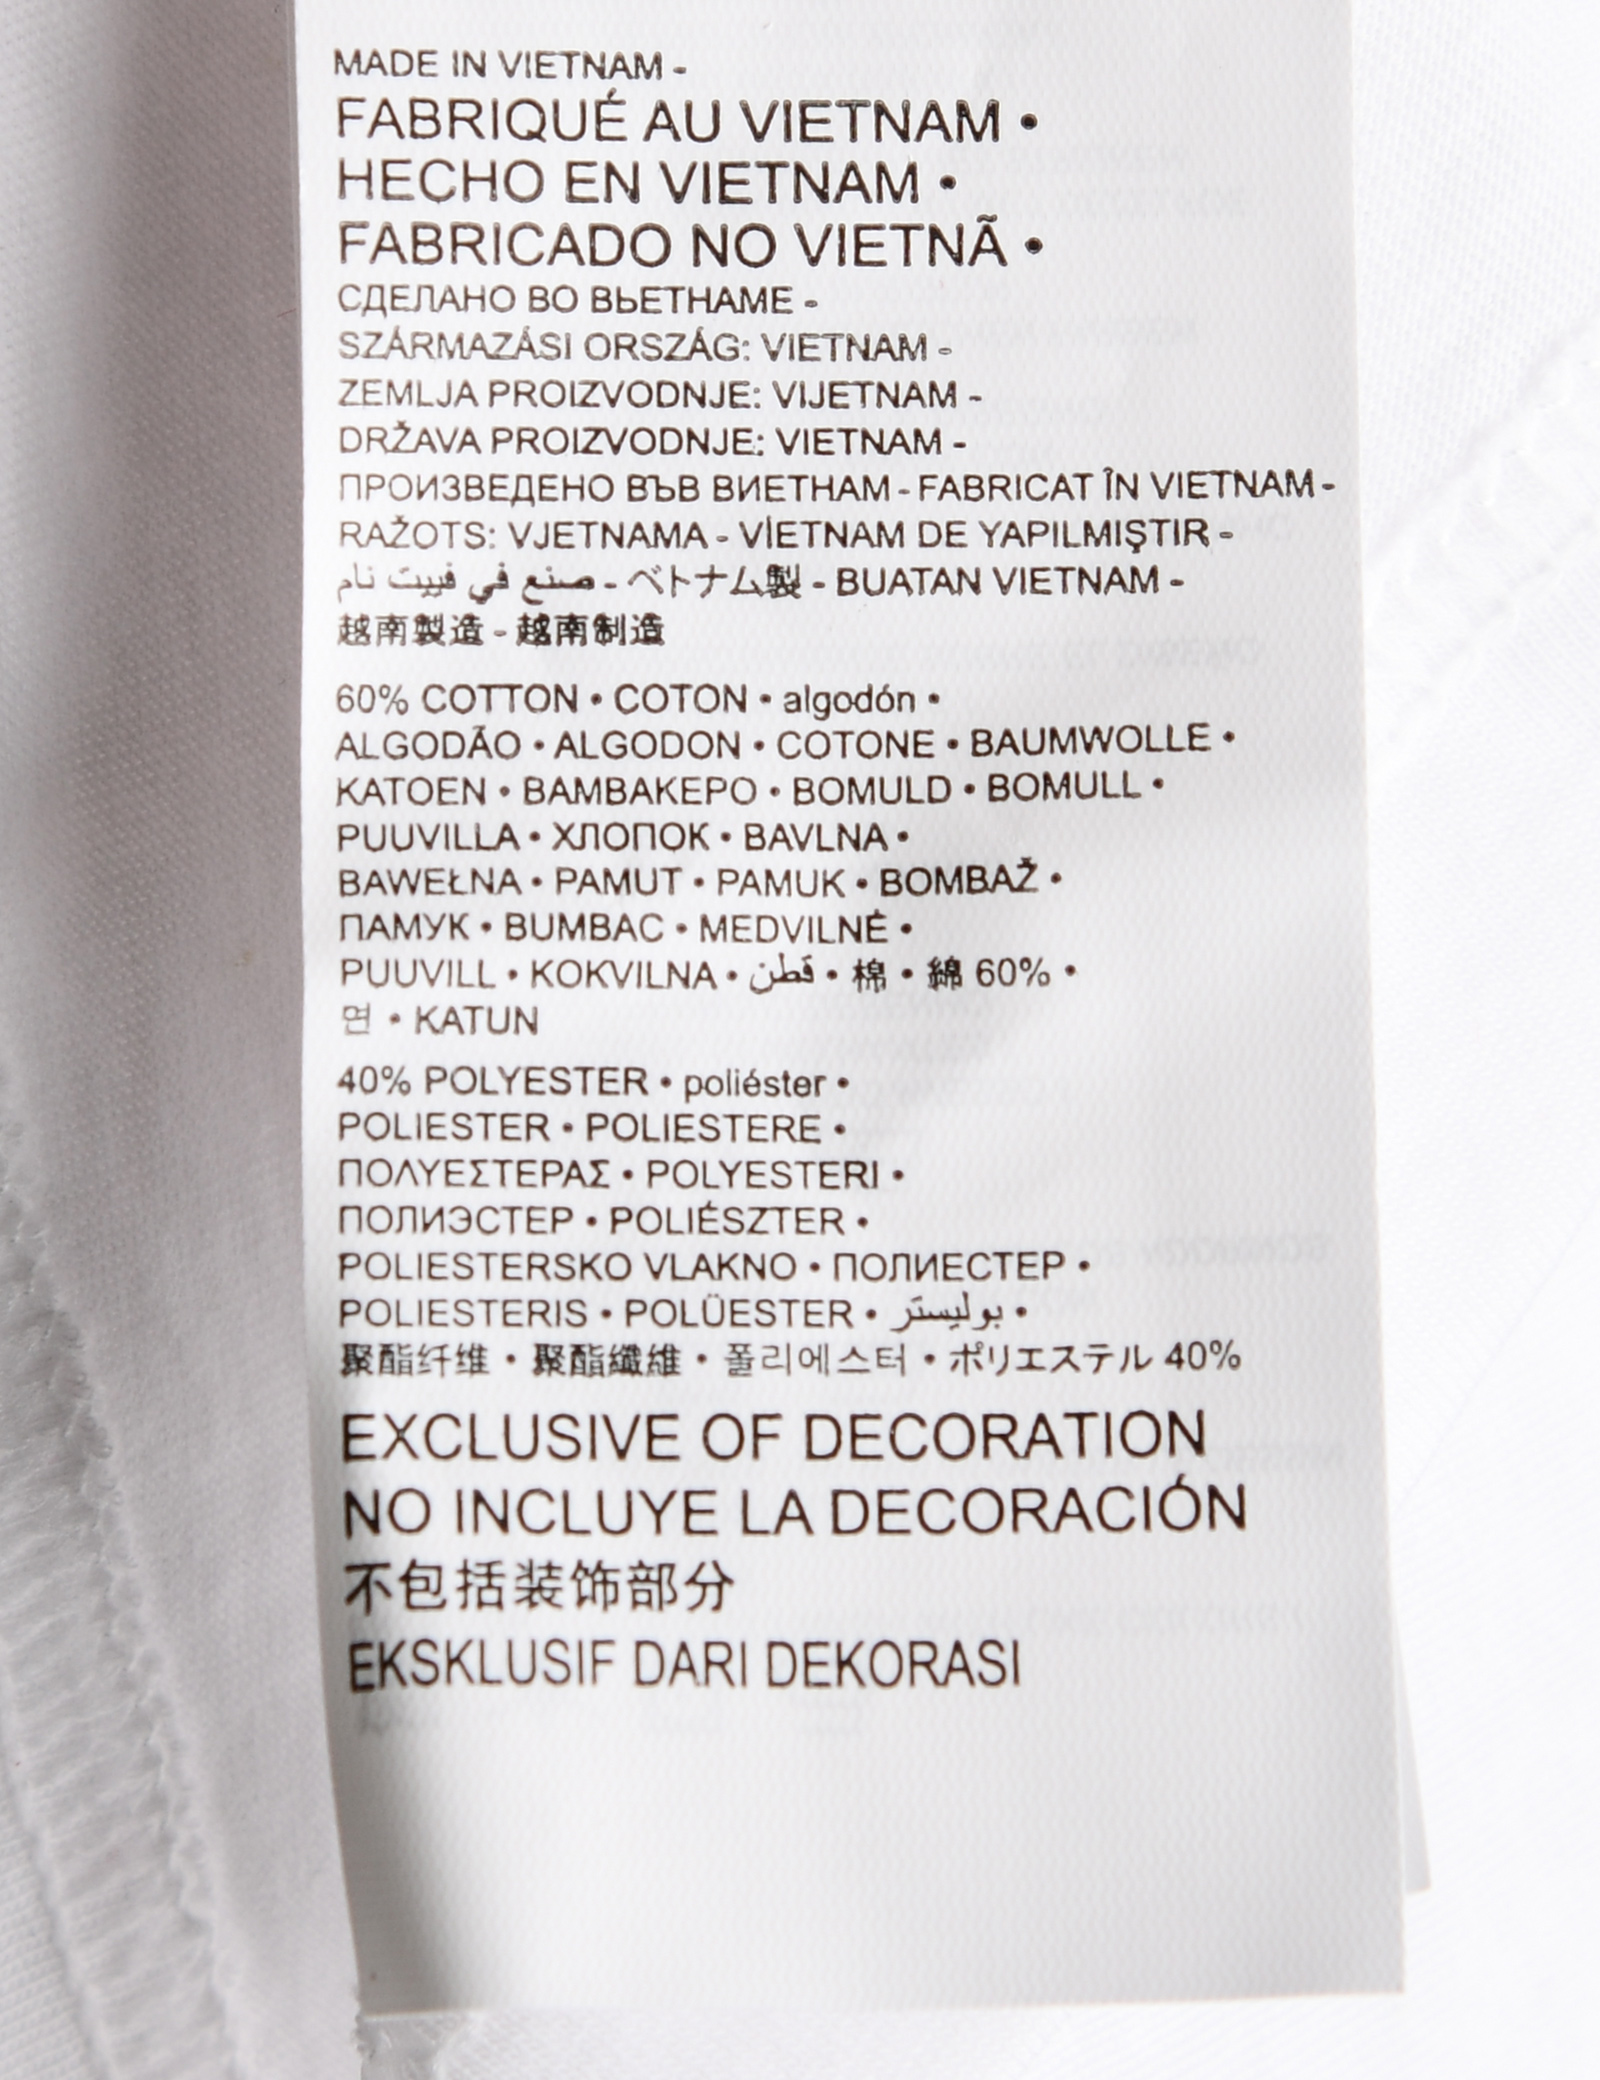 MADE IN VIETNAM -
FABRIQUÉ AU VIETNAM •
HECHO EN VIETNAM •
FABRICADO NO VIETNÃ •
СДЕЛАНО ВО ВЬЕТНАМЕ -
SZÁRMAZÁSI ORSZÁG: VIETNAM -
ZEMLJA PROIZVODNJE: VIJETNAM -
DRŽAVA PROIZVODNJE: VIETNAM -
ПРОИЗВЕДЕНО ВЪВ ВИЕТНАМ - FABRICAT ÎN VIETNAM -
RAŽOTS: VJETNAMA - VİETNAM DE YAPILMIŞTIR -
صنع في فييت نام - ベトナム製 - BUATAN VIETNAM -
越南製造 - 越南制造
60% COTTON • COTON • algodón •
ALGODÃO • ALGODON • COTONE • BAUMWOLLE •
KATOEN • ΒΑΜΒΑΚΕΡΟ • BOMULD • BOMULL •
PUUVILLA • ХЛОПОК • BAVLNA •
BAWEŁNA • PAMUT • PAMUK • BOMBAŽ •
ПАМУК • BUMBAC • MEDVILNĖ •
PUUVILL • KOKVILNA • قطن • 棉 • 綿 60% •
면 • KATUN
40% POLYESTER • poliéster •
POLIESTER • POLIESTERE •
ΠΟΛΥΕΣΤΕΡΑΣ • POLYESTERI •
ПОЛИЭСТЕР • POLIÉSZTER •
POLIESTERSKO VLAKNO • ПОЛИЕСТЕР •
POLIESTERIS • POLÜESTER • بوليستر •
聚酯纤维 • 聚酯纖維 • 폴리에스터 • ポリエステル 40%
EXCLUSIVE OF DECORATION
NO INCLUYE LA DECORACIÓN
不包括装饰部分
EKSKLUSIF DARI DEKORASI